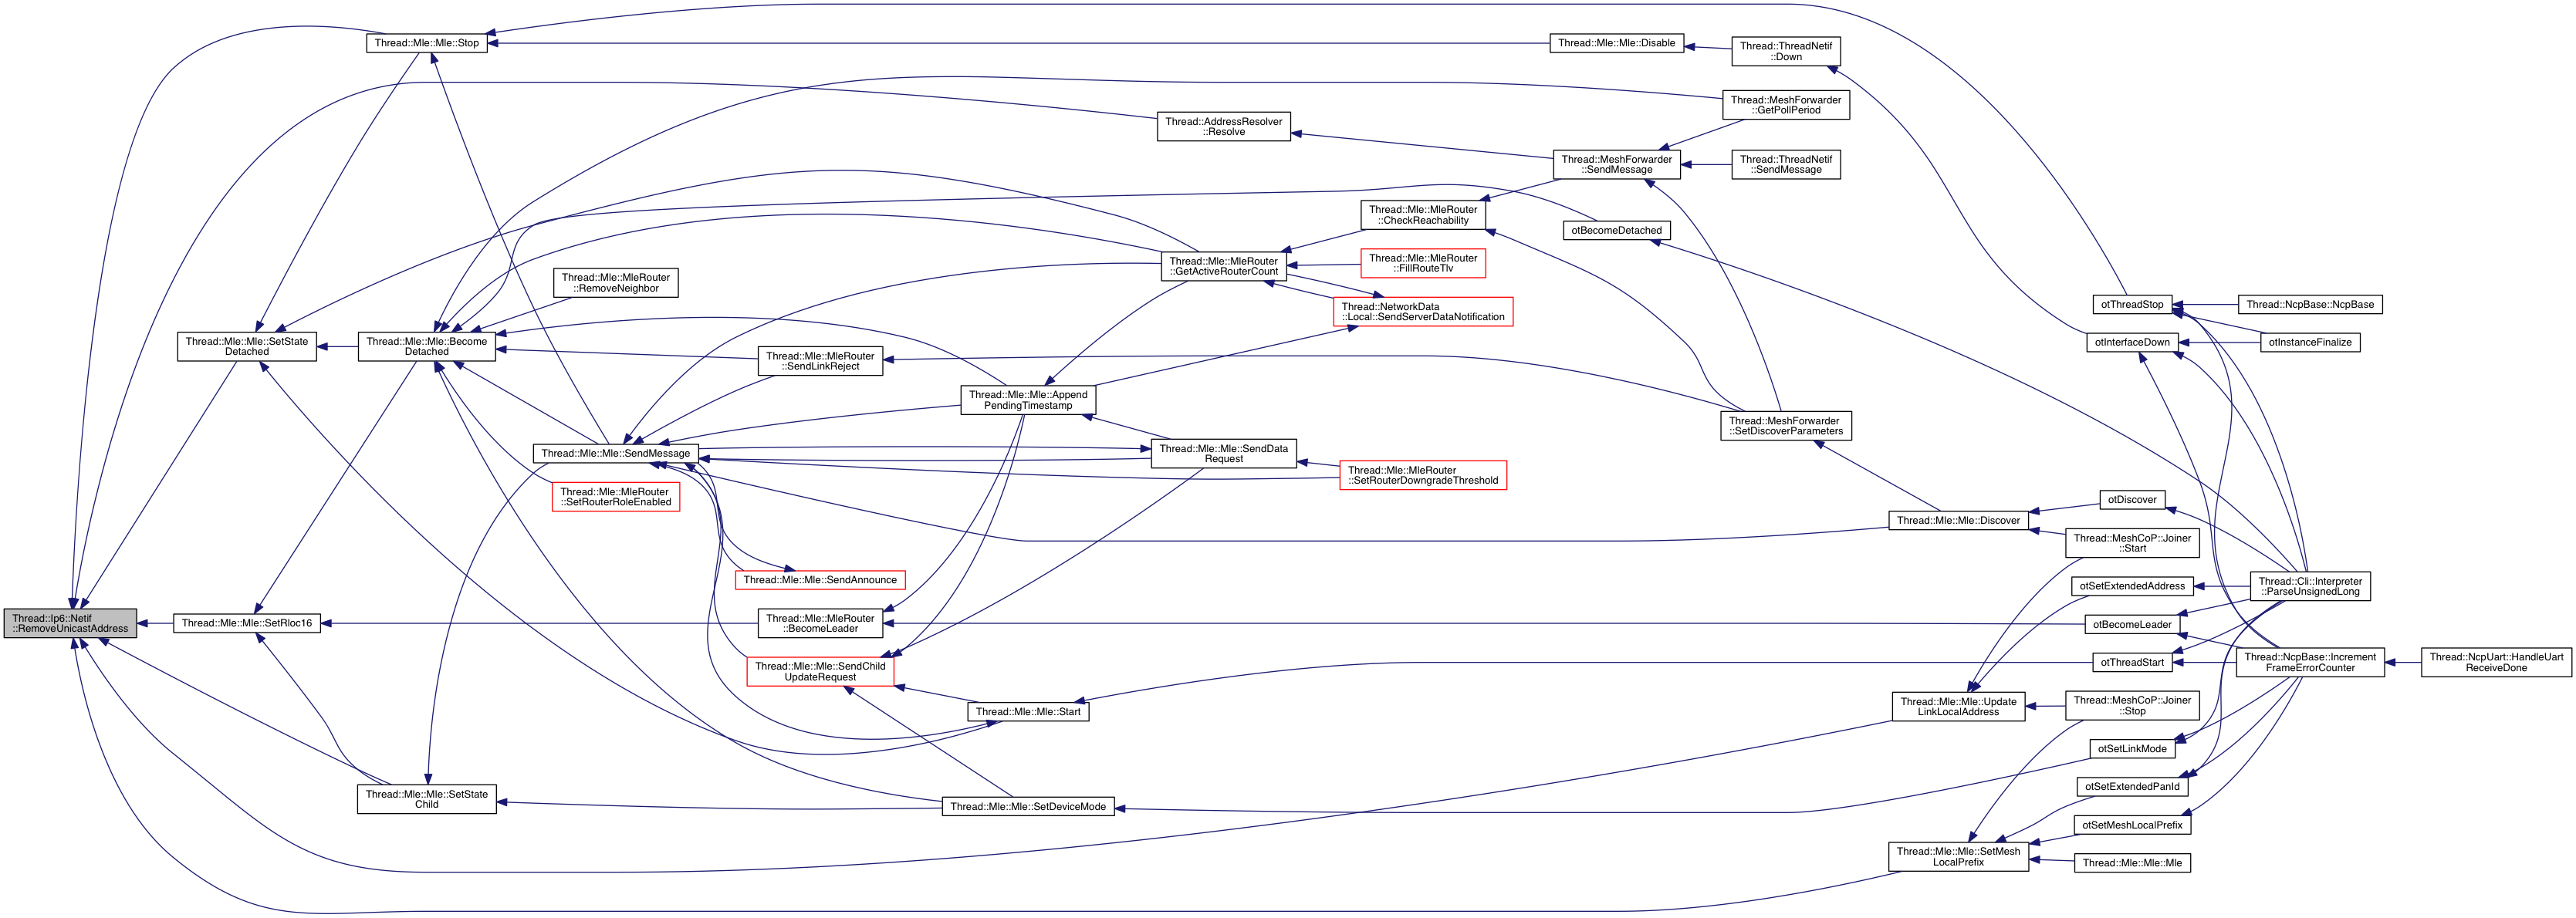 Thread::Ip6::Netif
::RemoveUnicastAddress
Thread::Mle::Mle::SetState
Detached
Thread::Mle::Mle::SetRloc16
Thread::Mle::Mle::Stop
Thread::Mle::Mle::Become
Detached
Thread::Mle::Mle::SetState
Child
Thread::Mle::MleRouter
::RemoveNeighbor
Thread::Mle::Mle::SendMessage
Thread::Mle::MleRouter
::SetRouterRoleEnabled
Thread::Mle::MleRouter
::SendLinkReject
Thread::Mle::Mle::SendAnnounce
Thread::Mle::MleRouter
::BecomeLeader
Thread::Mle::Mle::SendChild
UpdateRequest
Thread::Mle::Mle::Append
PendingTimestamp
Thread::Mle::Mle::Start
Thread::Mle::Mle::SetDeviceMode
Thread::AddressResolver
::Resolve
Thread::Mle::MleRouter
::GetActiveRouterCount
Thread::Mle::Mle::SendData
Request
Thread::Mle::MleRouter
::CheckReachability
Thread::Mle::MleRouter
::FillRouteTlv
Thread::NetworkData
::Local::SendServerDataNotification
Thread::Mle::MleRouter
::SetRouterDowngradeThreshold
Thread::Mle::Mle::Disable
Thread::MeshForwarder
::SendMessage
otBecomeDetached
Thread::ThreadNetif
::Down
Thread::MeshForwarder
::GetPollPeriod
Thread::ThreadNetif
::SendMessage
Thread::MeshForwarder
::SetDiscoverParameters
Thread::Mle::Mle::Discover
Thread::Mle::Mle::Update
LinkLocalAddress
Thread::Mle::Mle::SetMesh
LocalPrefix
otThreadStop
otInterfaceDown
otDiscover
Thread::MeshCoP::Joiner
::Start
otSetExtendedAddress
otBecomeLeader
otThreadStart
Thread::MeshCoP::Joiner
::Stop
otSetLinkMode
otSetExtendedPanId
otSetMeshLocalPrefix
Thread::Mle::Mle::Mle
Thread::NcpBase::NcpBase
otInstanceFinalize
Thread::Cli::Interpreter
::ParseUnsignedLong
Thread::NcpBase::Increment
FrameErrorCounter
Thread::NcpUart::HandleUart
ReceiveDone